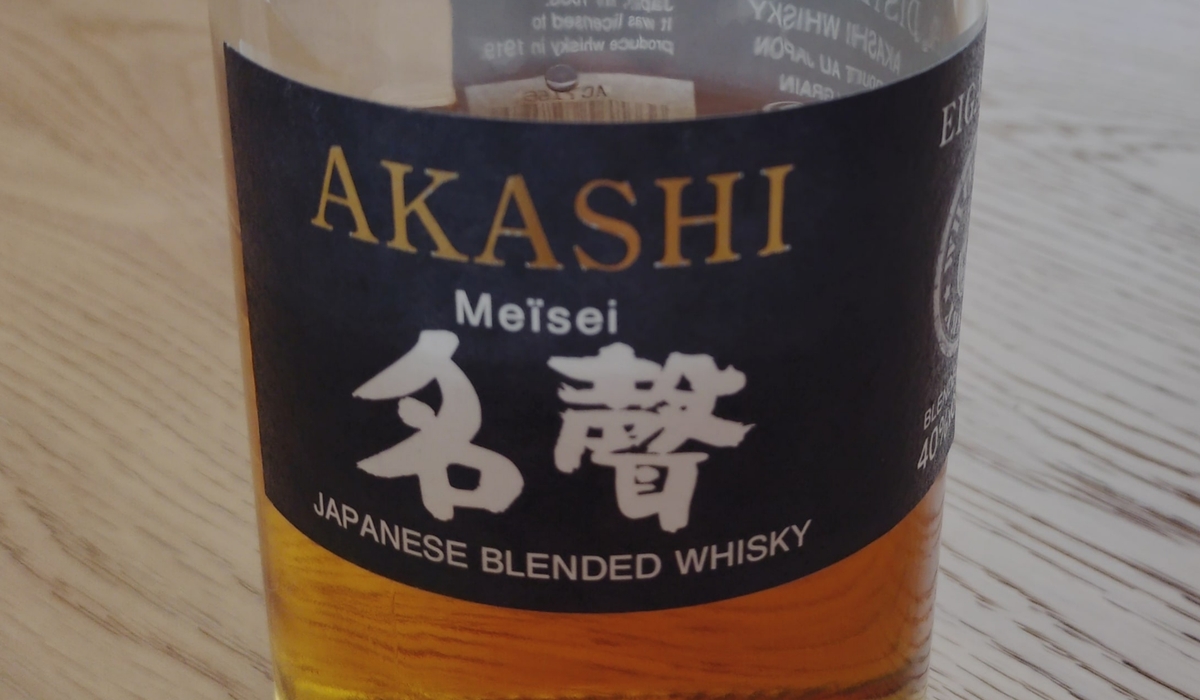 AKASHI
Meïsei
名聲
JAPANESE BLENDED WHISKY
40%
it was licensed to
produce whisky in 1919.
AKASHI WHISKY